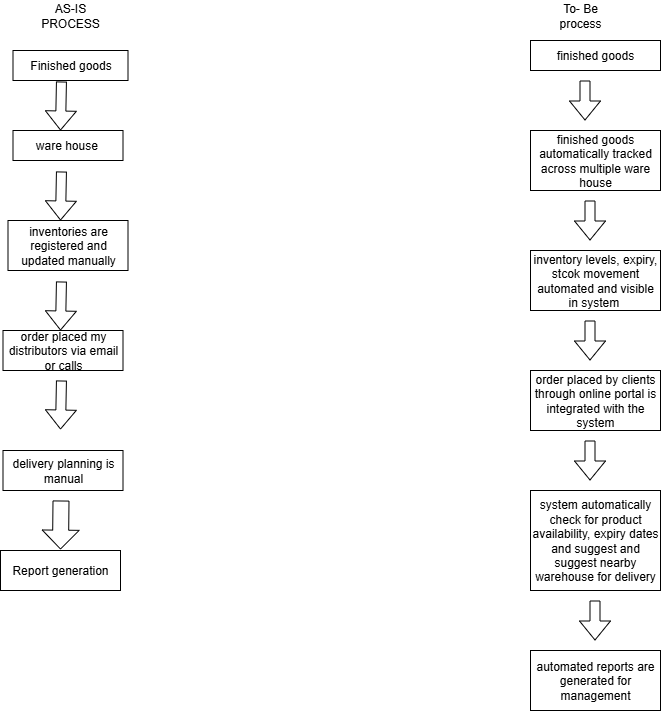 AS-IS
PROCESS
Finished goods
ware house
inventories are
registered and
updated manually
order placed my
distributors via email
or calls
delivery planning is
manual
Report generation
To- Be
process
finished goods
finished goods
automatically tracked
across multiple ware
house
inventory levels, expiry,
stcok movement
automated and visible
in system
order placed by clients
through online portal is
integrated with the
system
system automatically
check for product
availability, expiry dates
and suggest and
suggest nearby
warehouse for delivery
automated reports are
generated for
management